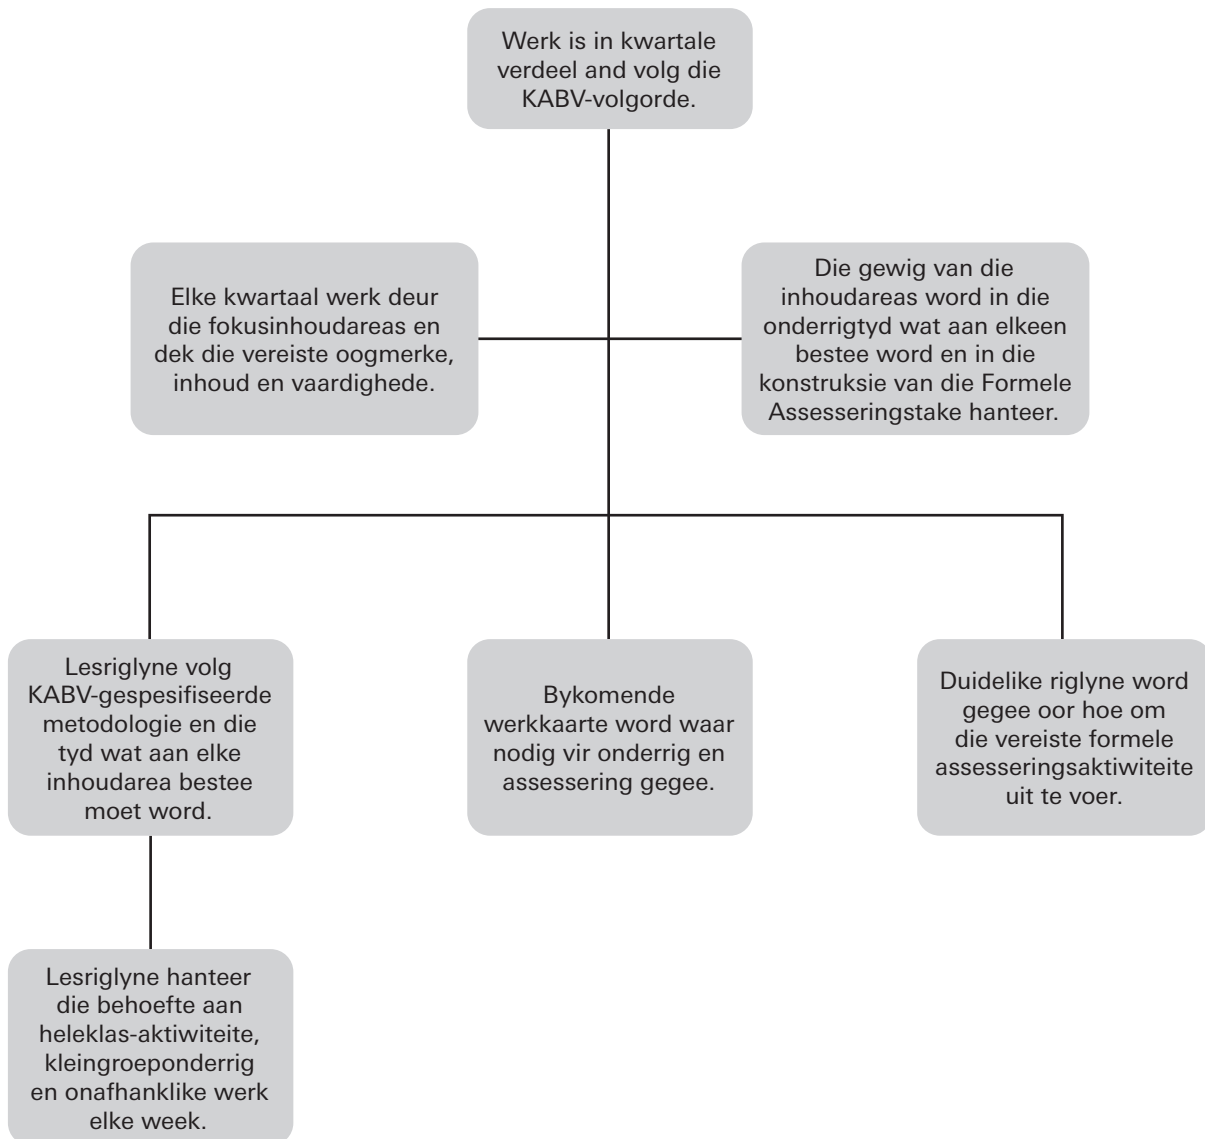 Werk is in kwartale
verdeel and volg die
KABV-volgorde.
Elke kwartaal werk deur
die fokusinhoudareas en
dek die vereiste oogmerke,
inhoud en vaardighede.
Die gewig van die
inhoudareas word in die
onderrigtyd wat aan elkeen
bestee word en in die
konstruksie van die Formele
Assesseringstake hanteer.
Lesriglyne volg
KABV-gespesifiseerde
metodologie en die
tyd wat aan elke
inhoudarea bestee
moet word.
Bykomende
werkkaarte word waar
nodig vir onderrig en
assessering gegee.
Duidelike riglyne word
gegee oor hoe om
die vereiste formele
assesseringsaktiwiteite
uit te voer.
Lesriglyne hanteer
die behoefte aan
heleklas-aktiwiteite,
kleingroeponderrig
en onafhanklike werk
elke week.